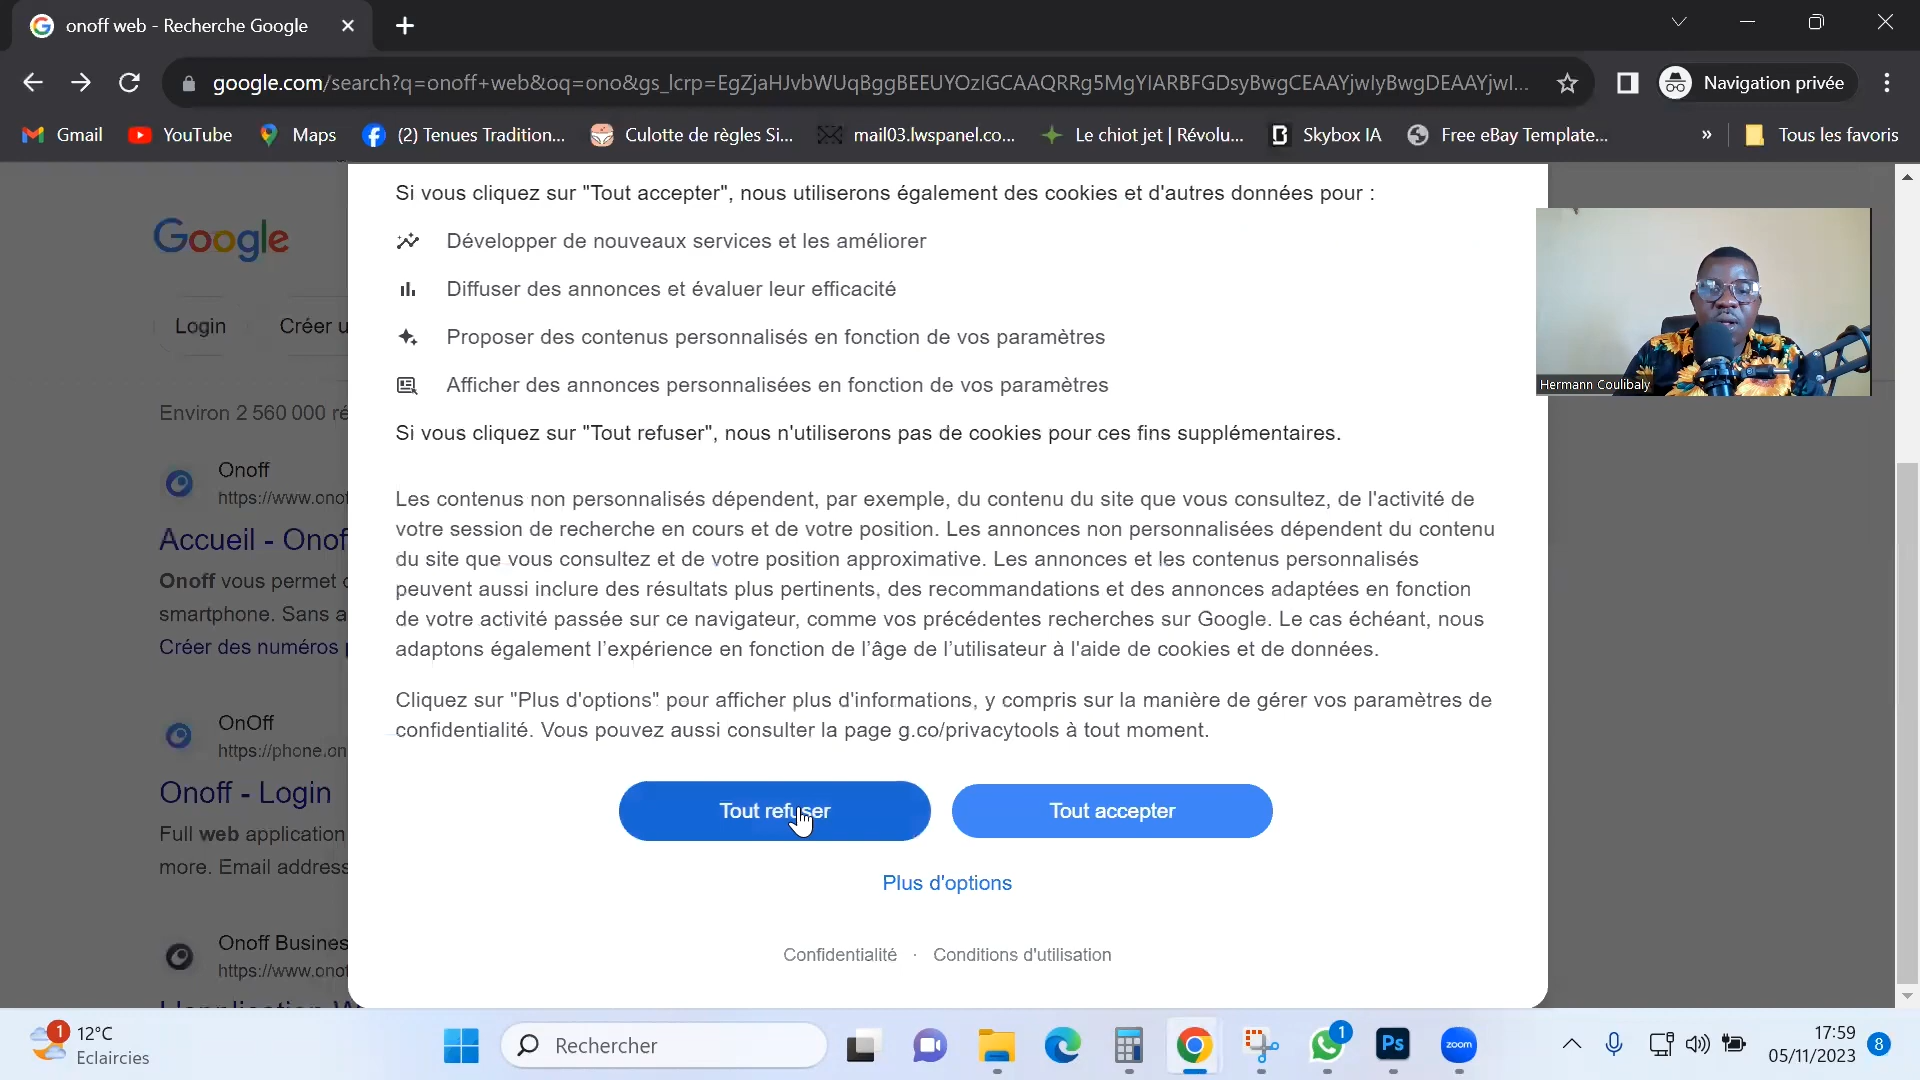 onoff web - Recherche Google
google.com/search?q=onoff+web&oq=ono&gs_lcrp=EgZjaHJvbWUqBggBEEUYOzIGCAAQRRg5MgYIARBFGDsyBwgCEAAYjwIyBwgDEAAYjwI...
Navigation privée
Gmail
YouTube
Maps
(2) Tenues Tradition...
Culotte de règles Si...
mail03.lwspanel.co...
Le chiot jet | Révolu...
Skybox IA
Free eBay Template...
»
Tous les favoris
Google
Login
Créer u
Environ 2 560 000 ré
Onoff
https://www.onof
Accueil - Onof
Onoff vous permet
smartphone. Sans a
Créer des numéros
OnOff
https://phone.on
Onoff - Login
Full web application
more. Email address
Onoff Busines
https://www.onof
Si vous cliquez sur "Tout accepter", nous utiliserons également des cookies et d'autres données pour :
Développer de nouveaux services et les améliorer
Diffuser des annonces et évaluer leur efficacité
Proposer des contenus personnalisés en fonction de vos paramètres
Afficher des annonces personnalisées en fonction de vos paramètres
Si vous cliquez sur "Tout refuser", nous n'utiliserons pas de cookies pour ces fins supplémentaires.
Les contenus non personnalisés dépendent, par exemple, du contenu du site que vous consultez, de l'activité de
votre session de recherche en cours et de votre position. Les annonces non personnalisées dépendent du contenu
du site que vous consultez et de votre position approximative. Les annonces et les contenus personnalisés
peuvent aussi inclure des résultats plus pertinents, des recommandations et des annonces adaptées en fonction
de votre activité passée sur ce navigateur, comme vos précédentes recherches sur Google. Le cas échéant, nous
adaptons également l’expérience en fonction de l’âge de l’utilisateur à l'aide de cookies et de données.
Cliquez sur "Plus d'options" pour afficher plus d'informations, y compris sur la manière de gérer vos paramètres de
confidentialité. Vous pouvez aussi consulter la page g.co/privacytools à tout moment.
Tout refuser
Tout accepter
Plus d'options
Confidentialité · Conditions d'utilisation
Hermann Coulibaly
1
12°C
Eclaircies
Rechercher
1
Ps
zoom
17:59
05/11/2023
8